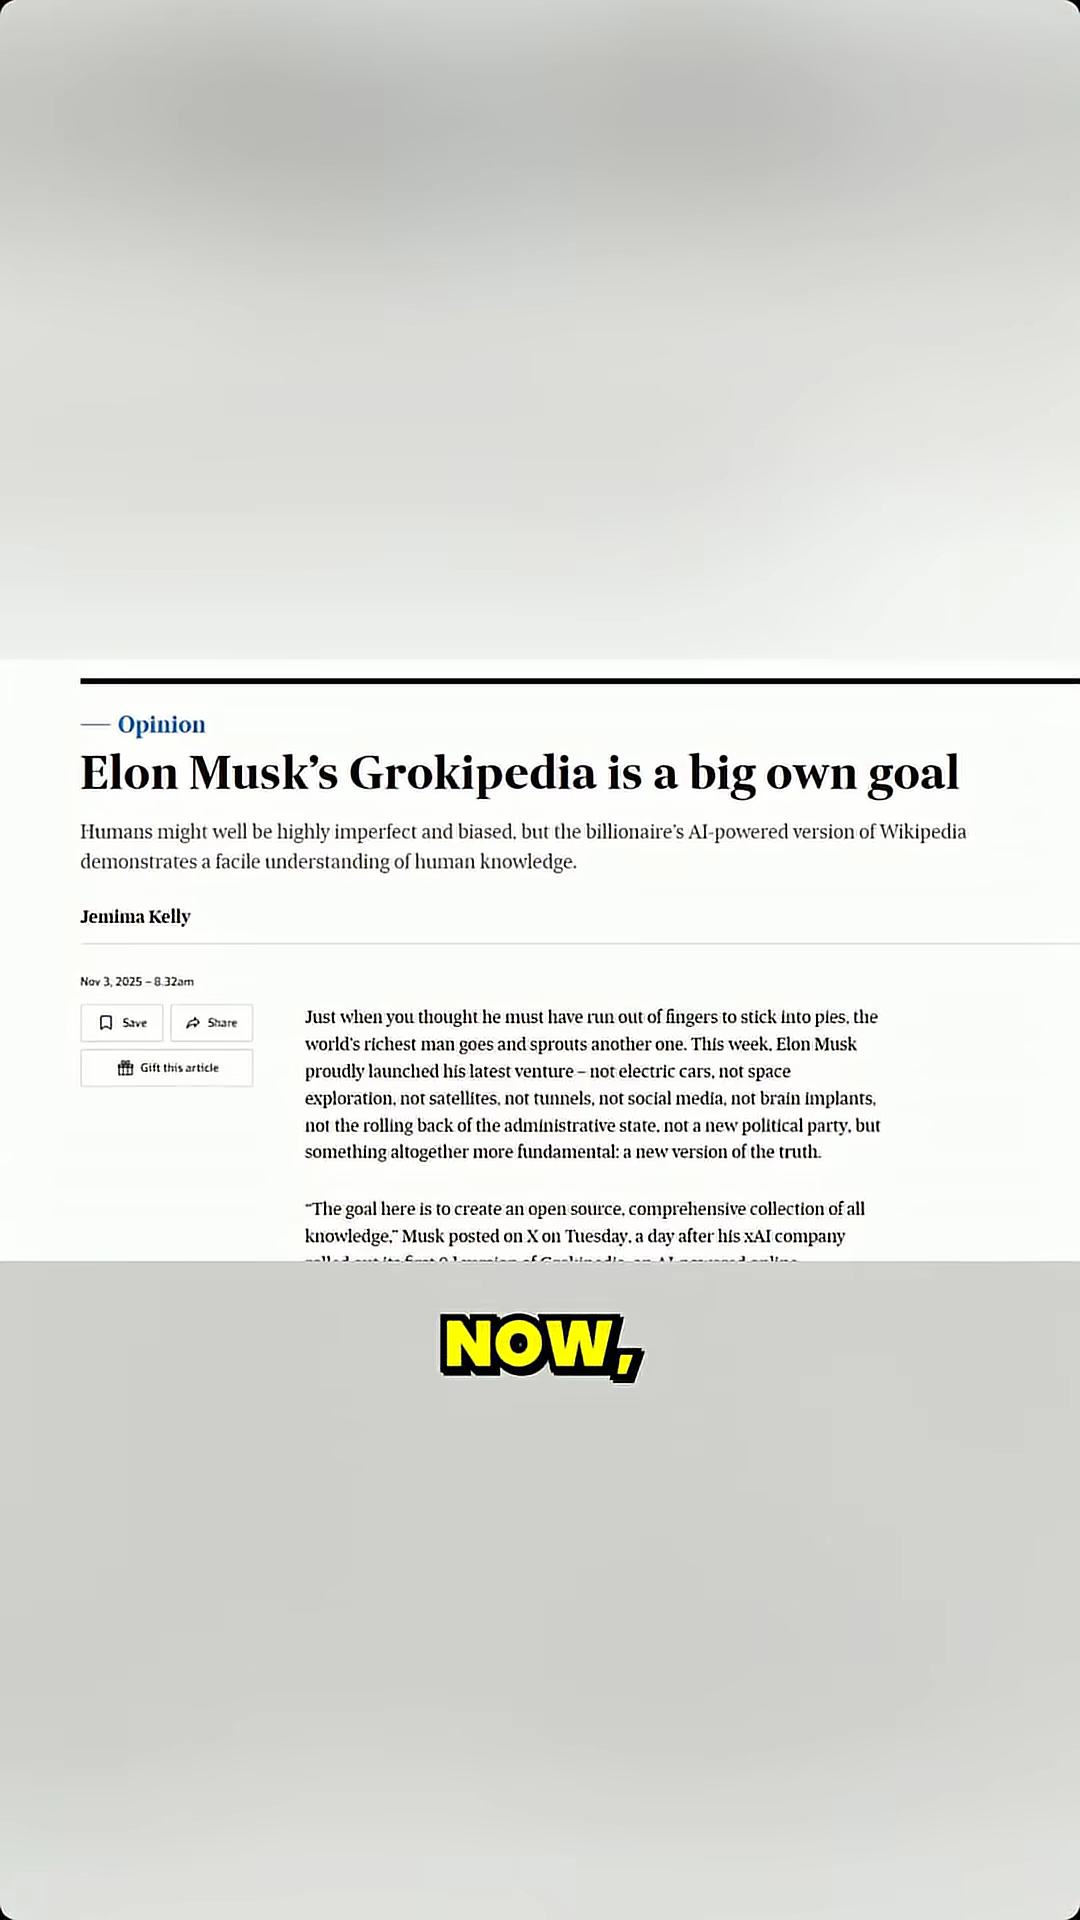 Opinion
Elon Musk’s Grokipedia is a big own goal
Humans might well be highly imperfect and biased, but the billionaire’s AI-powered version of Wikipedia
demonstrates a facile understanding of human knowledge.
Jemima Kelly
Nov 3, 2025 – 8.32am
Save
Share
Gift this article
Just when you thought he must have run out of fingers to stick into pies, the
world’s richest man goes and sprouts another one. This week, Elon Musk
proudly launched his latest venture – not electric cars, not space
exploration, not satellites, not tunnels, not social media, not brain implants,
not the rolling back of the administrative state, not a new political party, but
something altogether more fundamental: a new version of the truth.
“The goal here is to create an open source, comprehensive collection of all
knowledge,” Musk posted on X on Tuesday, a day after his xAI company
NOW,